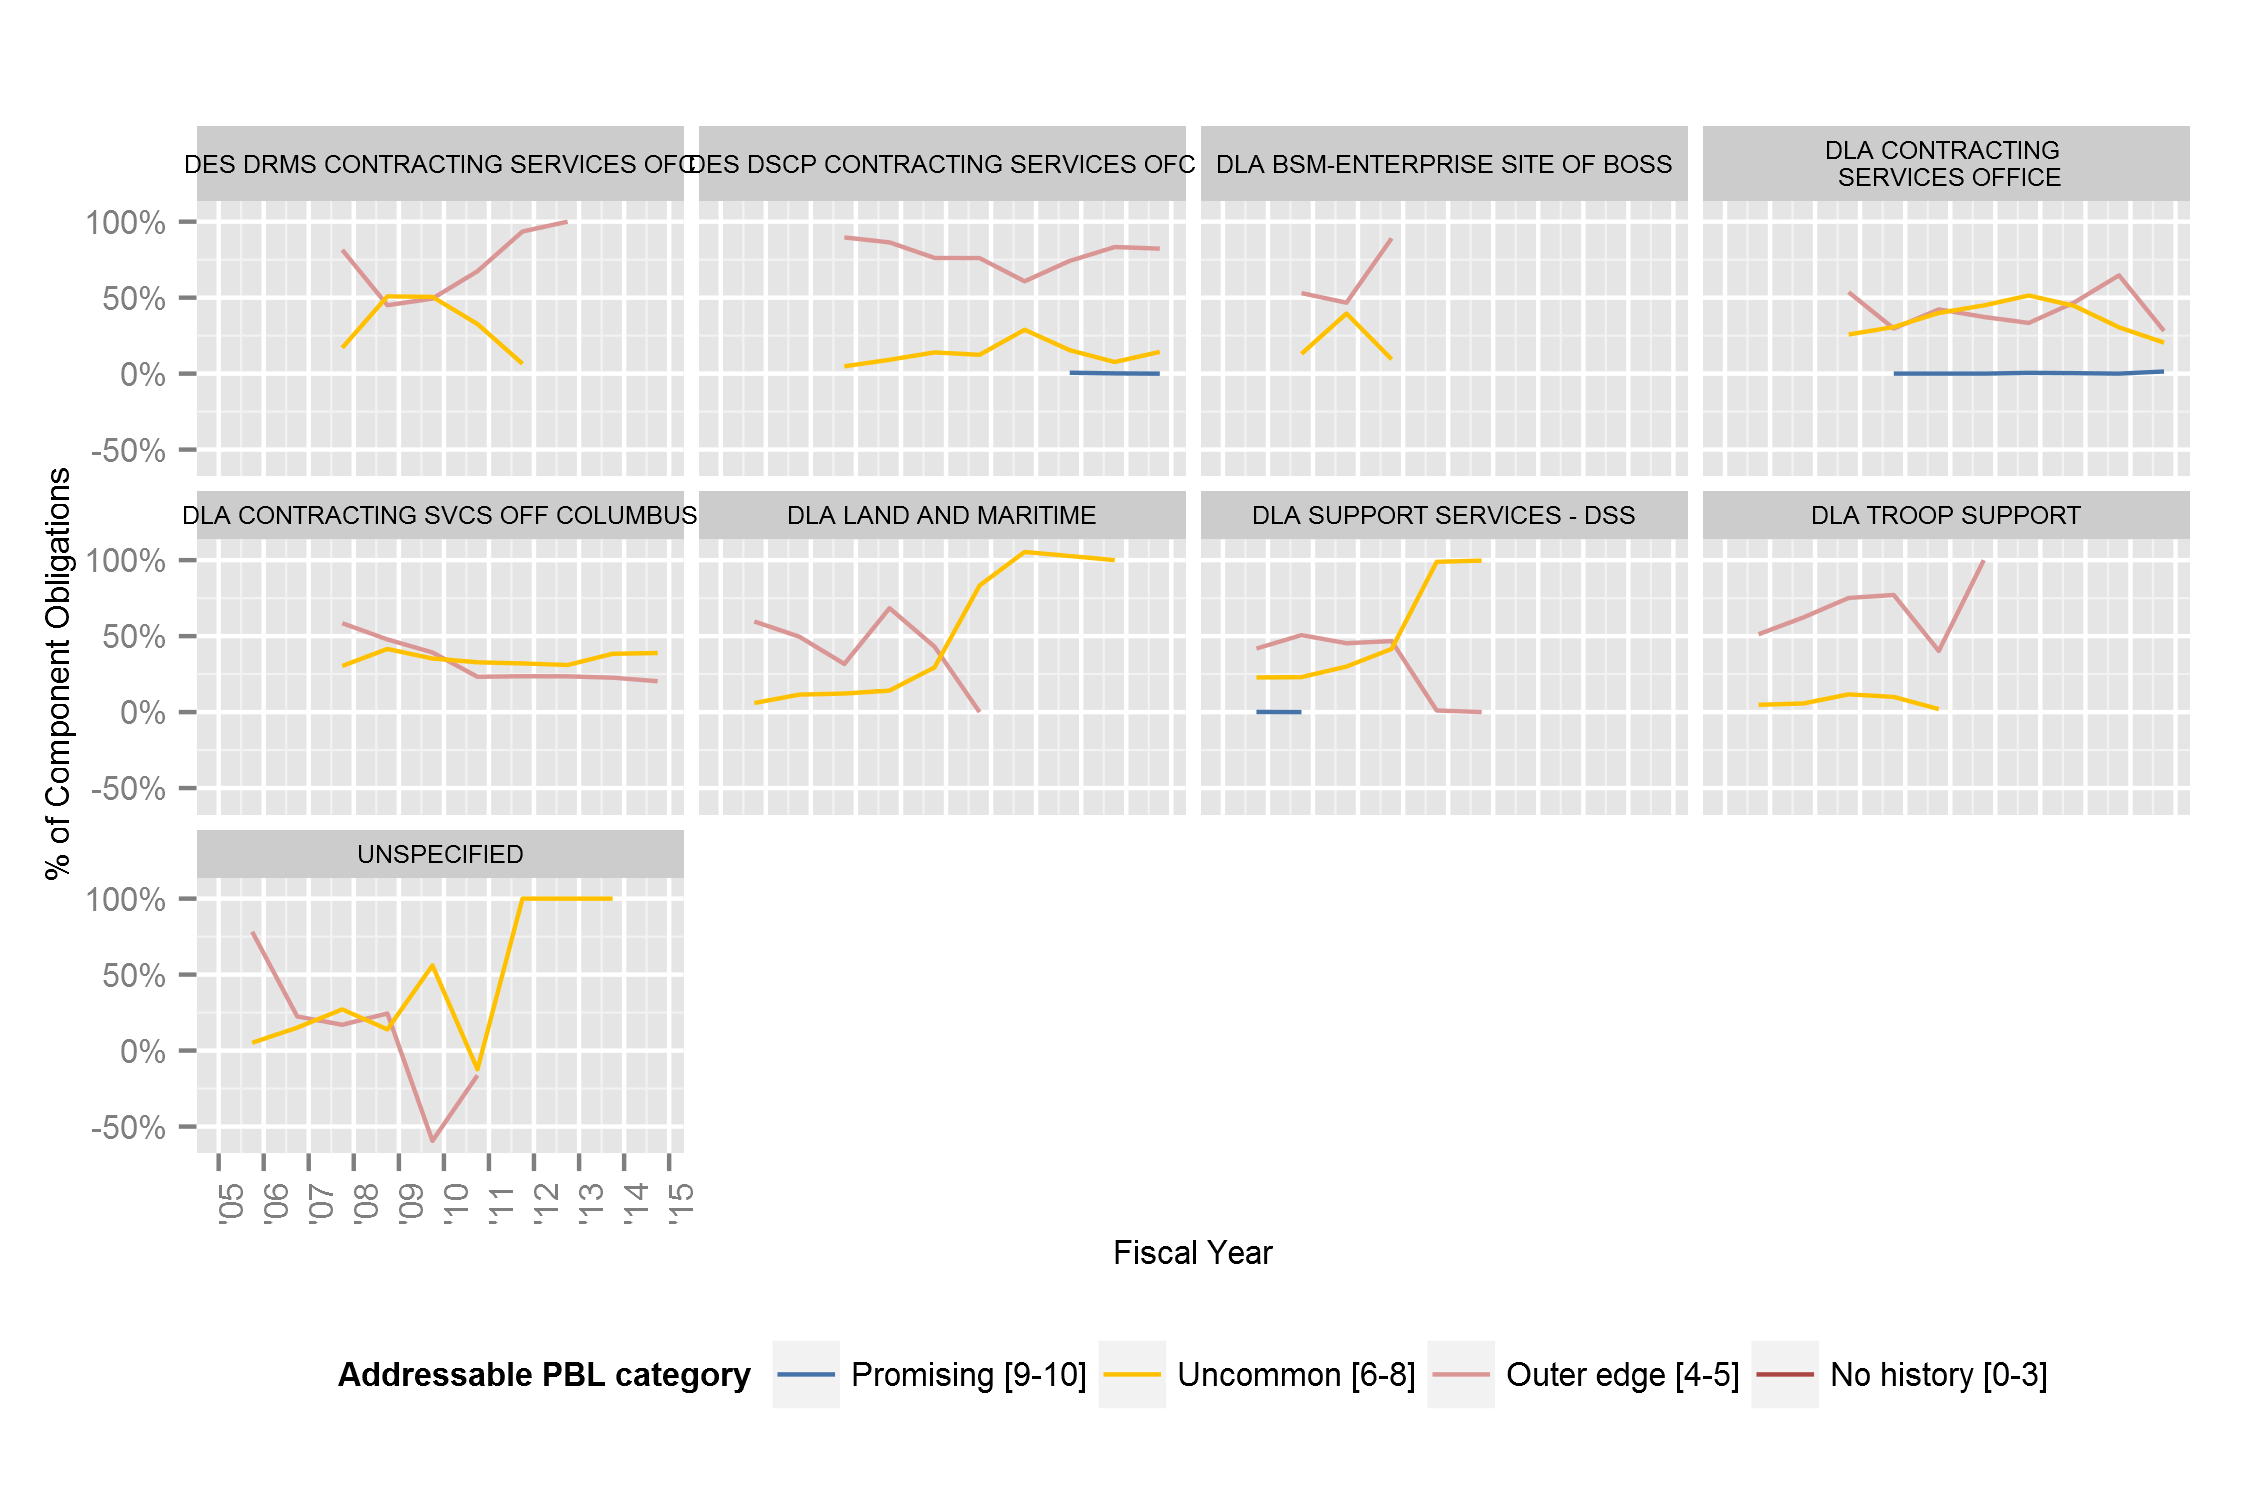 DES DRMS CONTRACTING SERVICES OFC
DES DSCP CONTRACTING SERVICES OFC
DLA BSM-ENTERPRISE SITE OF BOSS
DLA CONTRACTING
SERVICES OFFICE
100%
50%
0%
-50%
DLA CONTRACTING SVCS OFF COLUMBUS
DLA LAND AND MARITIME
DLA SUPPORT SERVICES - DSS
DLA TROOP SUPPORT
100%
50%
0%
-50%
UNSPECIFIED
100%
50%
0%
-50%
% of Component Obligations
'05
'06
'07
'08
'09
'10
'11
'12
'13
'14
'15
Fiscal Year
Addressable PBL category
Promising [9-10]
Uncommon [6-8]
Outer edge [4-5]
No history [0-3]